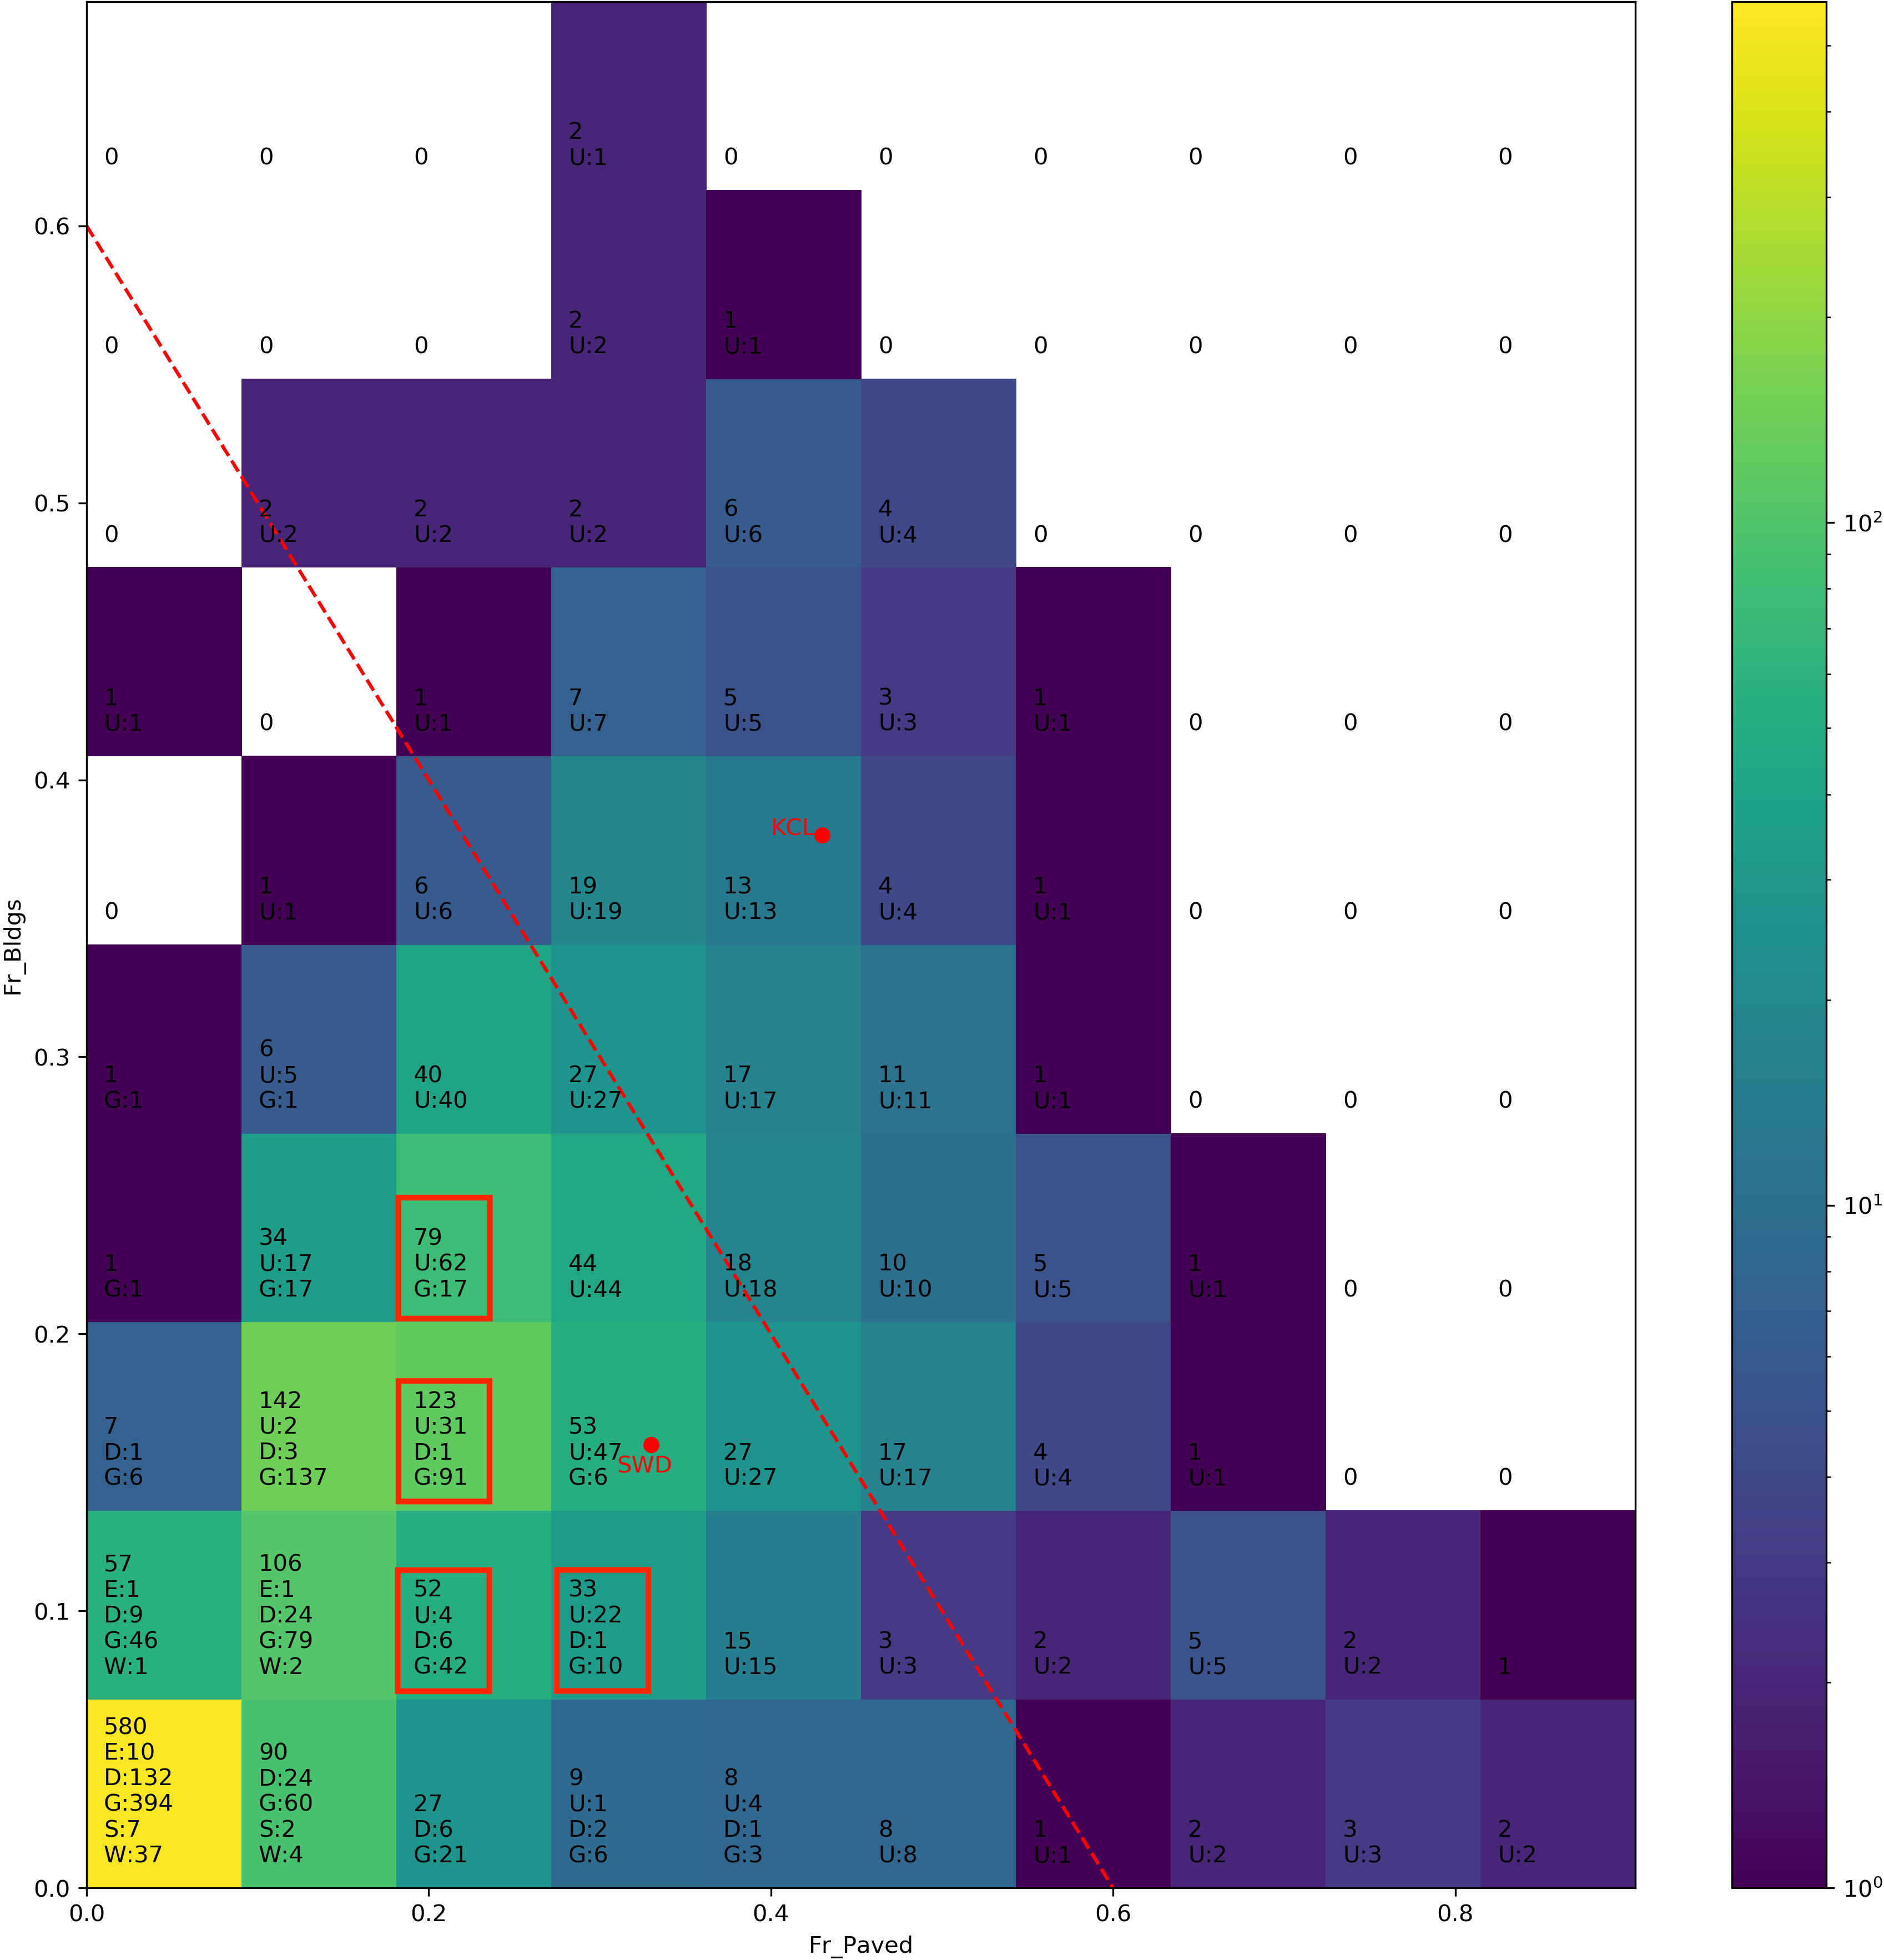 0
0
0
2
U:1
0
0
0
0
0
0
0.6
0
0
0
2
U:2
1
U:1
0
0
0
0
0
0.5
0
2
U:2
2
U:2
2
U:2
6
U:6
4
U:4
0
0
0
0
10²
1
U:1
0
1
U:1
7
U:7
5
U:5
3
U:3
1
U:1
0
0
0
0.4
KCL
0
1
U:1
6
U:6
19
U:19
13
U:13
4
U:4
1
U:1
0
0
0
Fr_Bldgs
0.3
1
G:1
6
U:5
G:1
40
U:40
27
U:27
17
U:17
11
U:11
1
U:1
0
0
0
1
G:1
34
U:17
G:17
79
U:62
G:17
44
U:44
18
U:18
10
U:10
5
U:5
1
U:1
0
0
10¹
0.2
7
D:1
G:6
142
U:2
D:3
G:137
123
U:31
D:1
G:91
53
U:47
G:6
SWD
27
U:27
17
U:17
4
U:4
1
U:1
0
0
0.1
57
E:1
D:9
G:46
W:1
106
E:1
D:24
G:79
W:2
52
U:4
D:6
G:42
33
U:22
D:1
G:10
15
U:15
3
U:3
2
U:2
5
U:5
2
U:2
1
580
E:10
D:132
G:394
S:7
W:37
90
D:24
G:60
S:2
W:4
27
D:6
G:21
9
U:1
D:2
G:6
8
U:4
D:1
G:3
8
U:8
1
U:1
2
U:2
3
U:3
2
U:2
0.0
10⁰
0.0
0.2
0.4
0.6
0.8
Fr_Paved